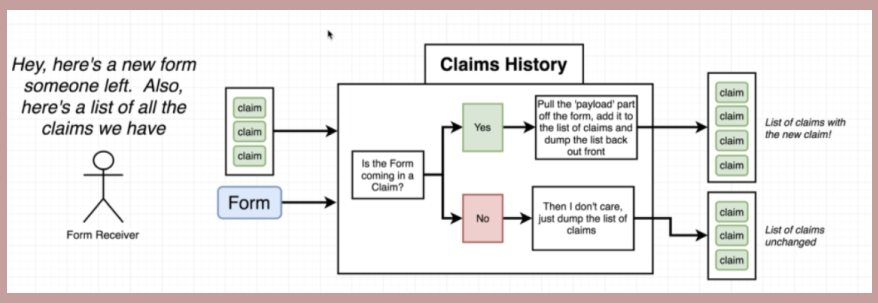 Hey, here's a new form
someone left.  Also,
here's a list of all the
claims we have
Form Receiver
claim
claim
claim
Form
Claims History
Is the Form
coming in a
Claim?
Yes
Pull the 'payload' part
off the form, add it to
the list of claims and
dump the list back
out front
No
Then I don't care,
just dump the list of
claims
claim
claim
claim
claim
List of claims with
the new claim!
claim
claim
claim
List of claims
unchanged